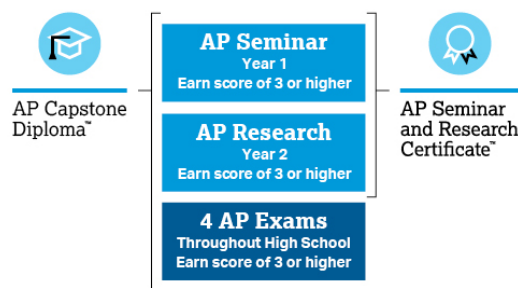 AP Capstone
Diploma™
AP Seminar
Year 1
Earn score of 3 or higher
AP Research
Year 2
Earn score of 3 or higher
4 AP Exams
Throughout High School
Earn score of 3 or higher
AP Seminar
and Research
Certificate™